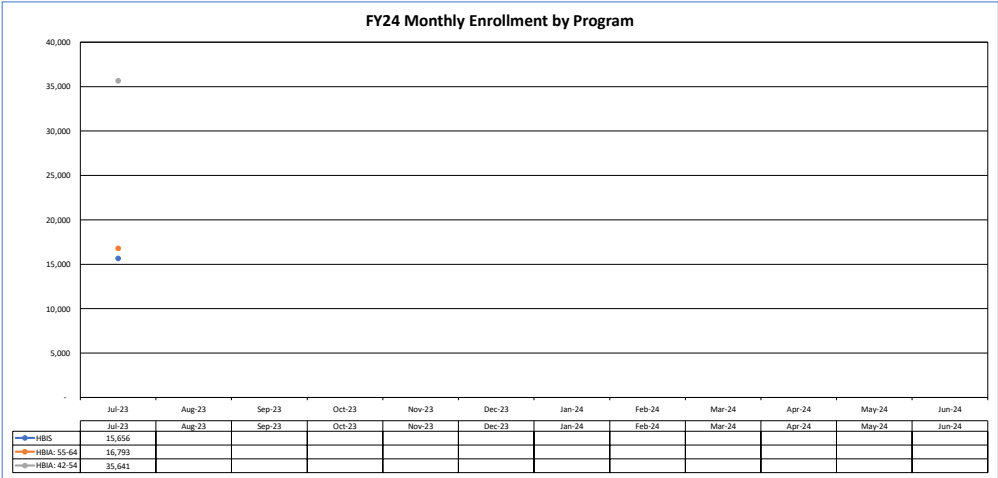 FY24 Monthly Enrollment by Program
40,000
35,000
30,000
25,000
20,000
15,000
10,000
5,000
-
Jul-23 Aug-23 Sep-23 Oct-23 Nov-23 Dec-23 Jan-24 Feb-24 Mar-24 Apr-24 May-24 Jun-24
Jul-23 Aug-23 Sep-23 Oct-23 Nov-23 Dec-23 Jan-24 Feb-24 Mar-24 Apr-24 May-24 Jun-24
HBIS 15,656
HBIA: 55-64 16,793
HBIA: 42-54 35,641